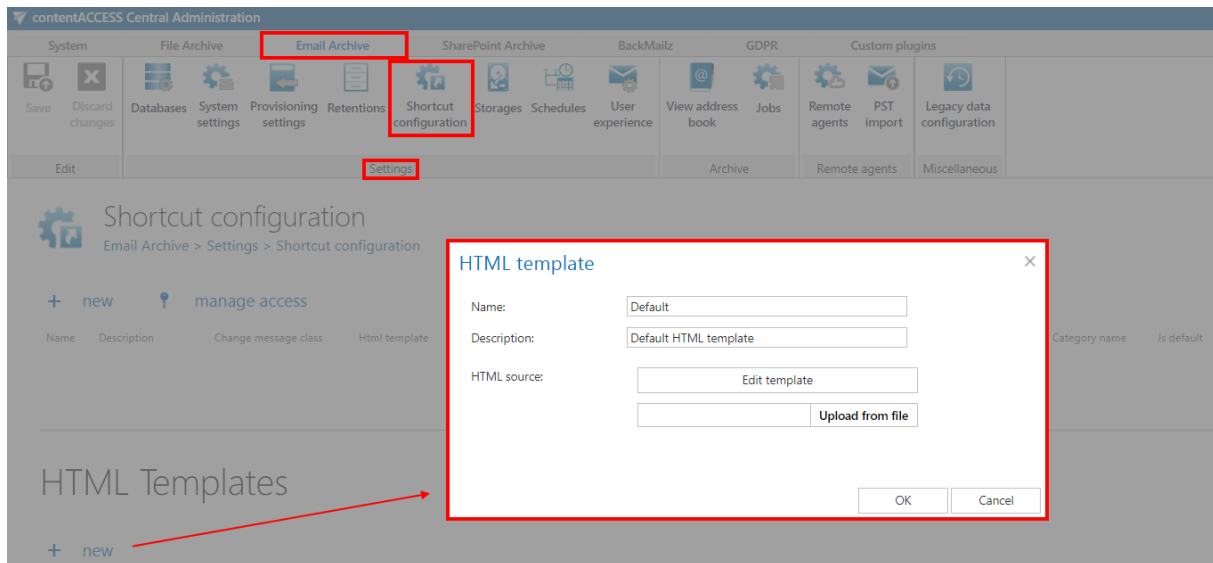 contentACCESS Central Administration
System File Archive Email Archive SharePoint Archive BackMailz GDPR Custom plugins
Save Discard changes Databases System settings Provisioning settings Retentions Shortcut configuration Storages Schedules User experience View address book Jobs Remote agents PST import Legacy data configuration
Edit Settings Archive Remote agents Miscellaneous
Shortcut configuration
Email Archive > Settings > Shortcut configuration
+ new manage access
Name Description Change message class Html template Category name Is default
HTML template
Name: Default
Description: Default HTML template
HTML source: Edit template
Upload from file
OK Cancel
HTML Templates
+ new